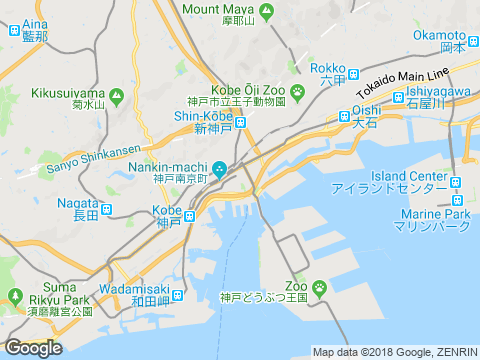 Mount Maya
摩耶山
Aina
藍那
Okamoto
岡本
Rokko
六甲
Tokaido Main Line
Kikusuiyama
菊水山
Kobe Ōji Zoo
神戸市立王子動物園
Ishiyagawa
石屋川
Oishi
大石
Shin-Kōbe
新神戸
Sanyo Shinkansen
Nankin-machi
神戸南京町
Island Center
アイランドセンター
Nagata
長田
Kobe
神戸
Marine Park
マリンパーク
Suma
Rikyu Park
須磨離宮公園
Wadamisaki
和田岬
Zoo
神戸どうぶつ王国
Google
Map data ©2018 Google, ZENRIN